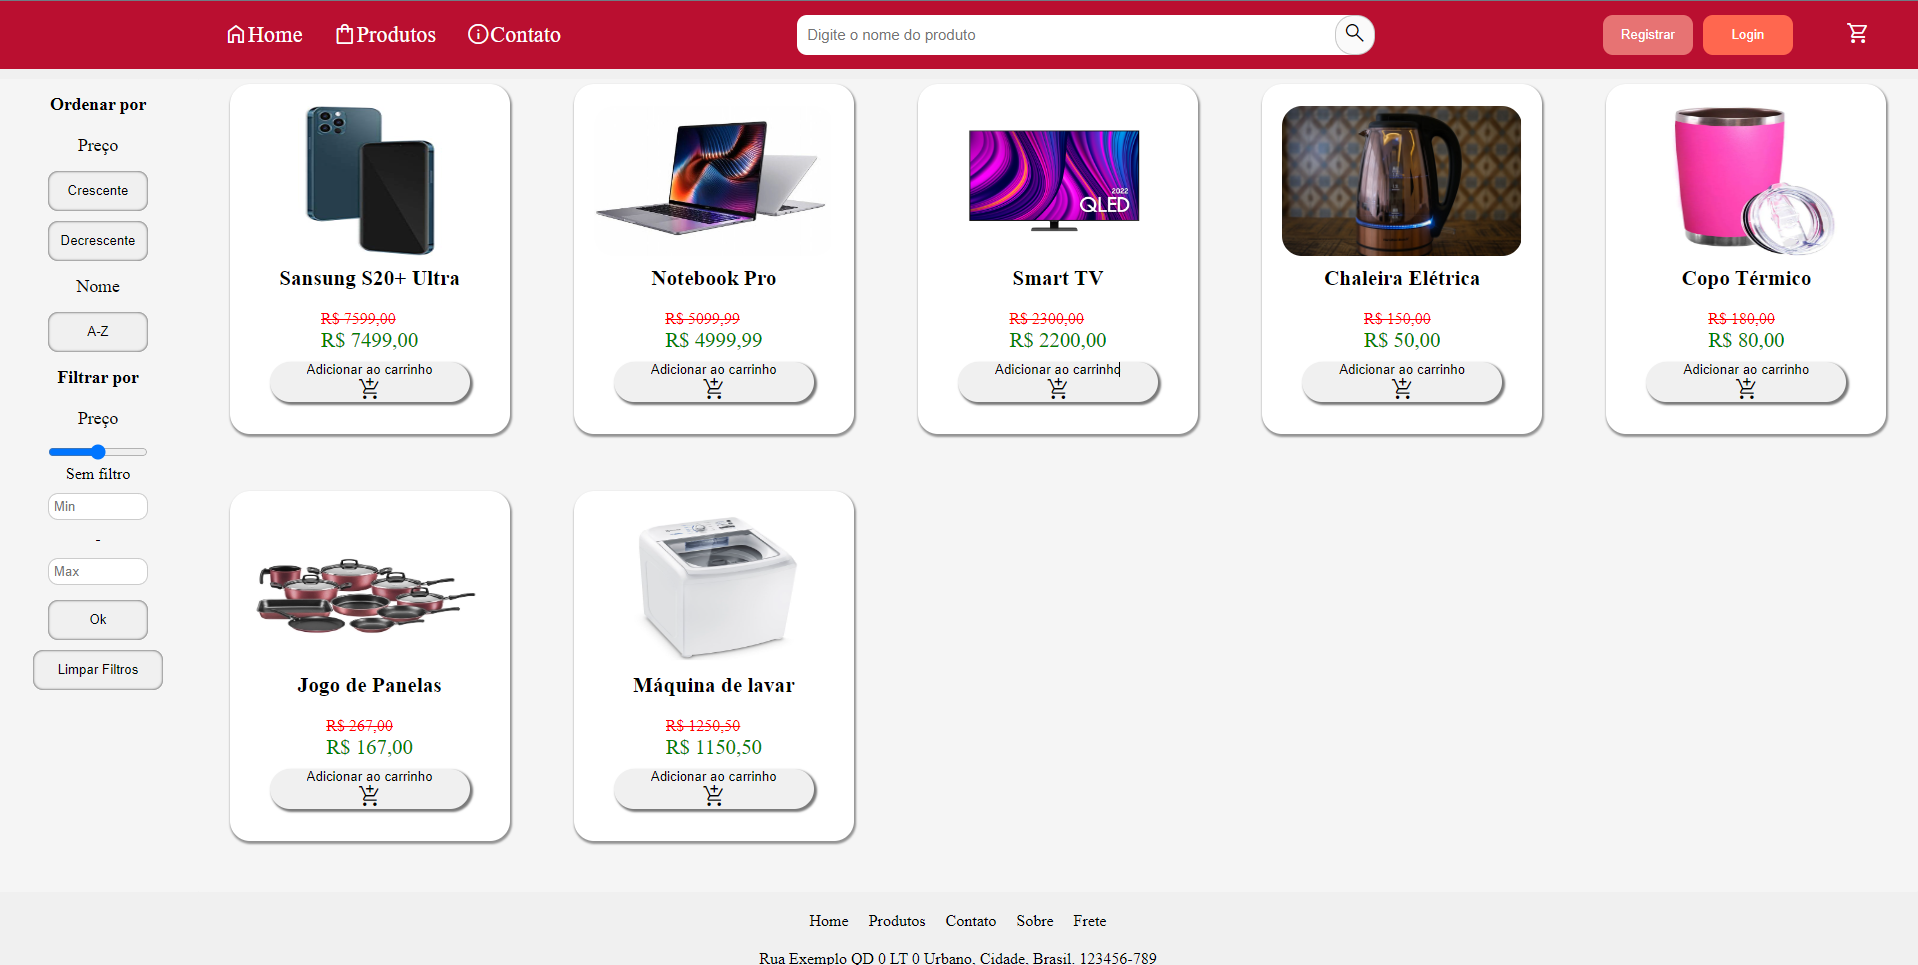 Home Produtos Contato
Digite o nome do produto
Registrar
Login
Ordenar por
Preço
Crescente
Decrescente
Nome
A-Z
Filtrar por
Preço
Sem filtro
Min
-
Max
Ok
Limpar Filtros
Sansung S20+ Ultra
R$ 7599,00
R$ 7499,00
Adicionar ao carrinho
Notebook Pro
R$ 5099,99
R$ 4999,99
Adicionar ao carrinho
2022
QLED
Smart TV
R$ 2300,00
R$ 2200,00
Adicionar ao carrinho
Chaleira Elétrica
R$ 150,00
R$ 50,00
Adicionar ao carrinho
Copo Térmico
R$ 180,00
R$ 80,00
Adicionar ao carrinho
Jogo de Panelas
R$ 267,00
R$ 167,00
Adicionar ao carrinho
Máquina de lavar
R$ 1250,50
R$ 1150,50
Adicionar ao carrinho
Home Produtos Contato Sobre Frete
Rua Exemplo QD 0 LT 0 Urbano, Cidade, Brasil. 123456-789